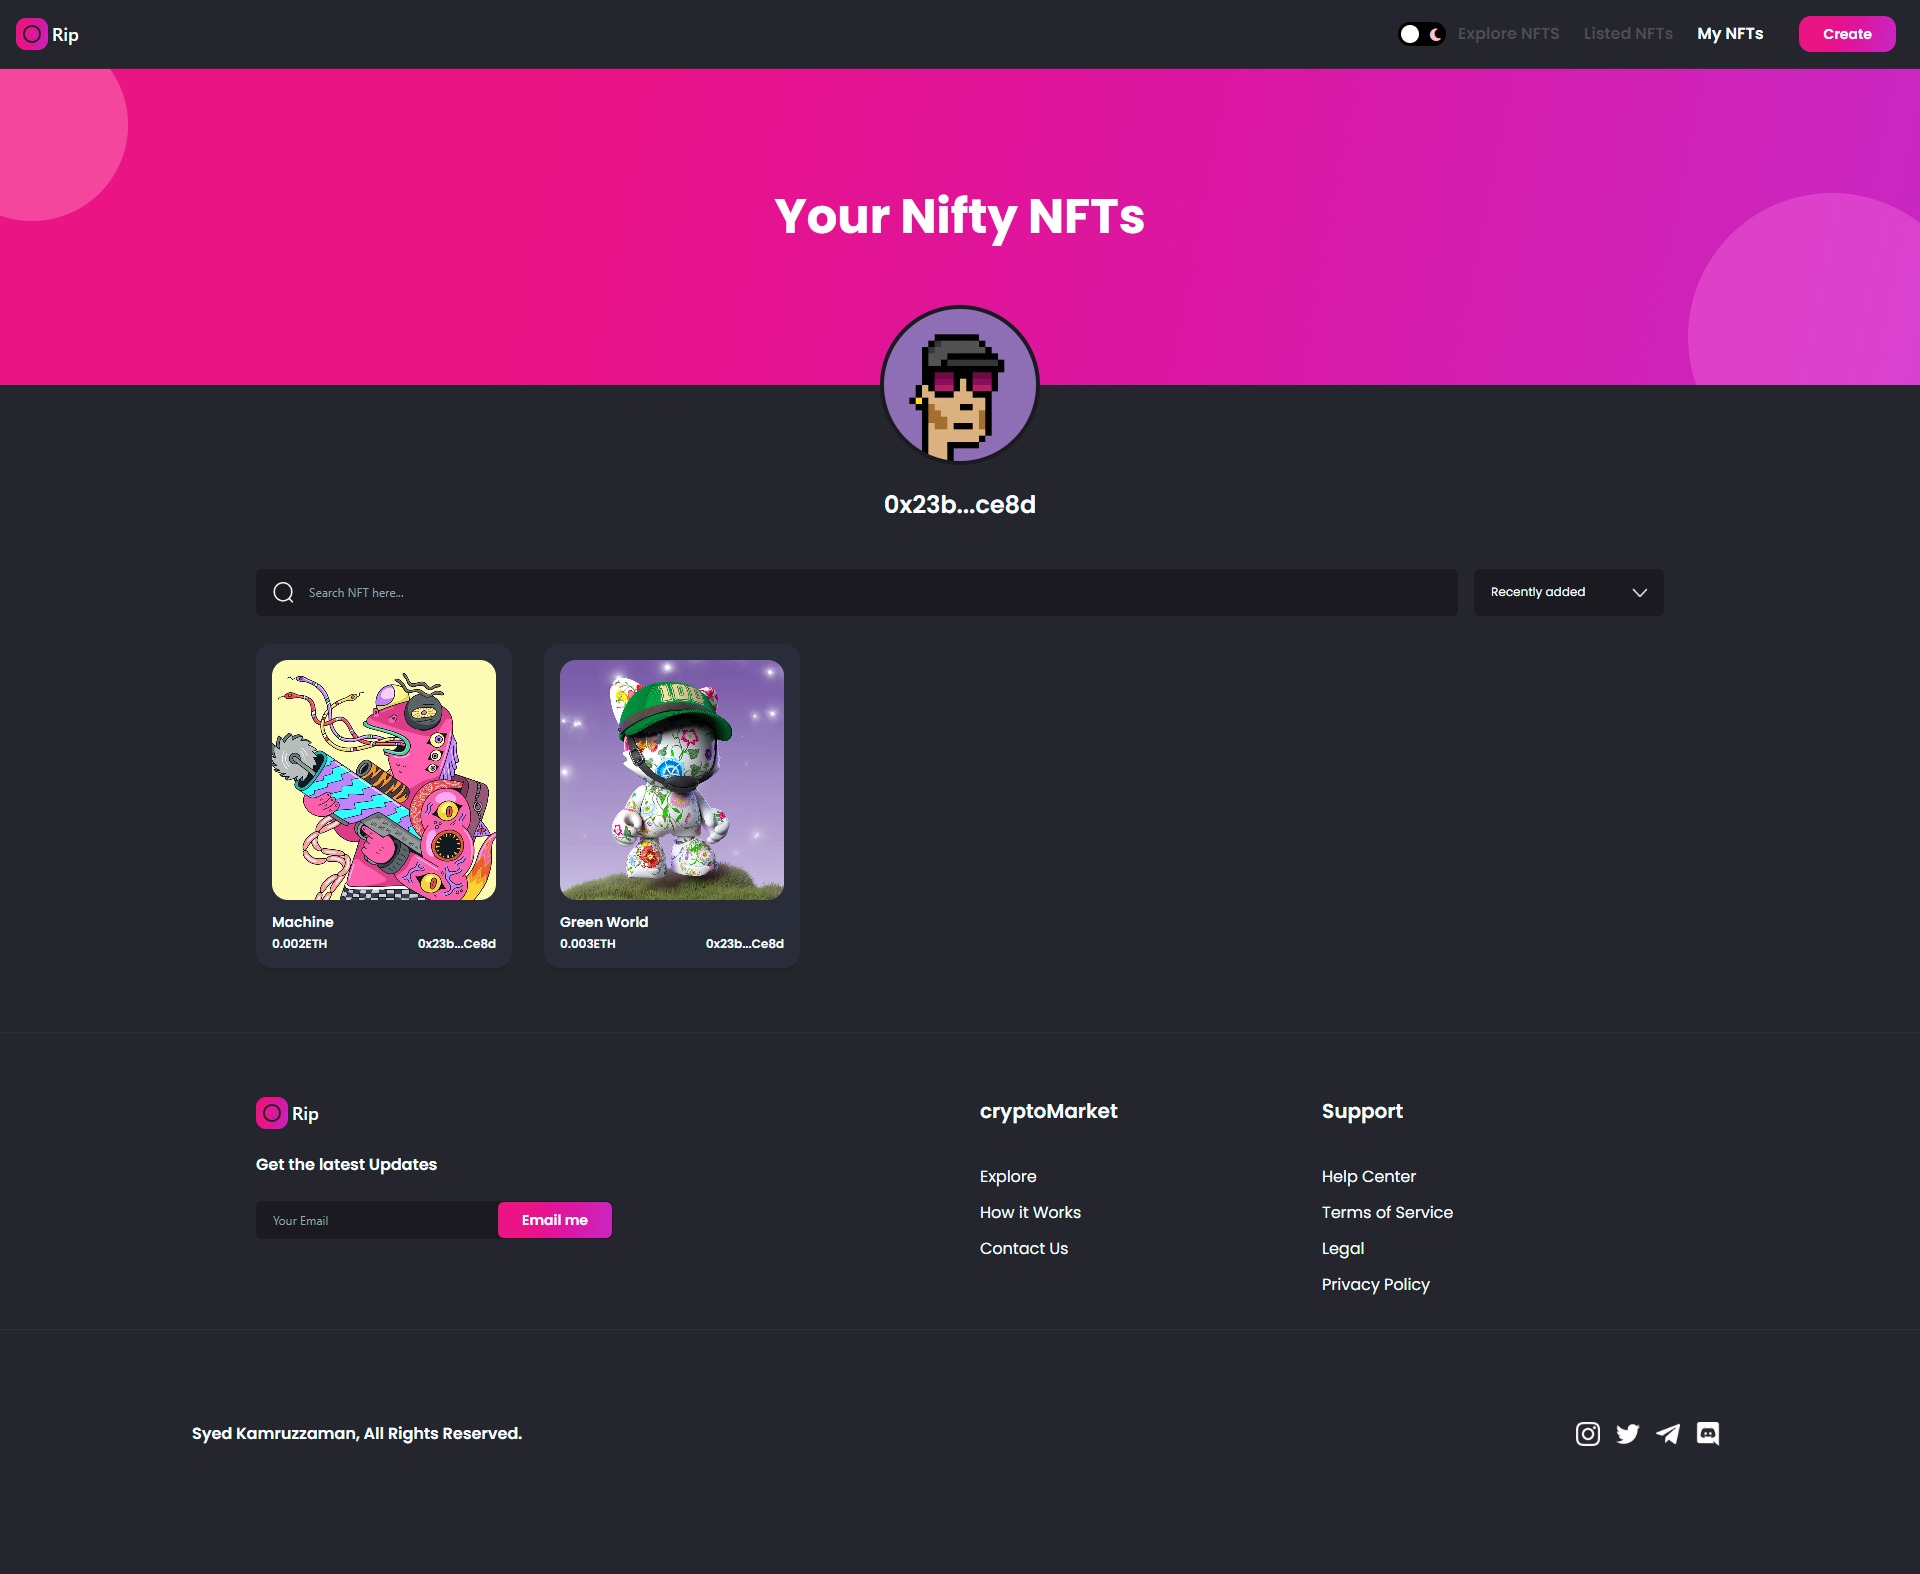 Rip
Explore NFTS
Listed NFTs
My NFTs
Create
Your Nifty NFTs
0x23b...ce8d
Search NFT here...
Recently added
Machine
0.002ETH
0x23b...Ce8d
Green World
0.003ETH
0x23b...Ce8d
Rip
Get the latest Updates
Your Email
Email me
cryptoMarket
Explore
How it Works
Contact Us
Support
Help Center
Terms of Service
Legal
Privacy Policy
Syed Kamruzzaman, All Rights Reserved.